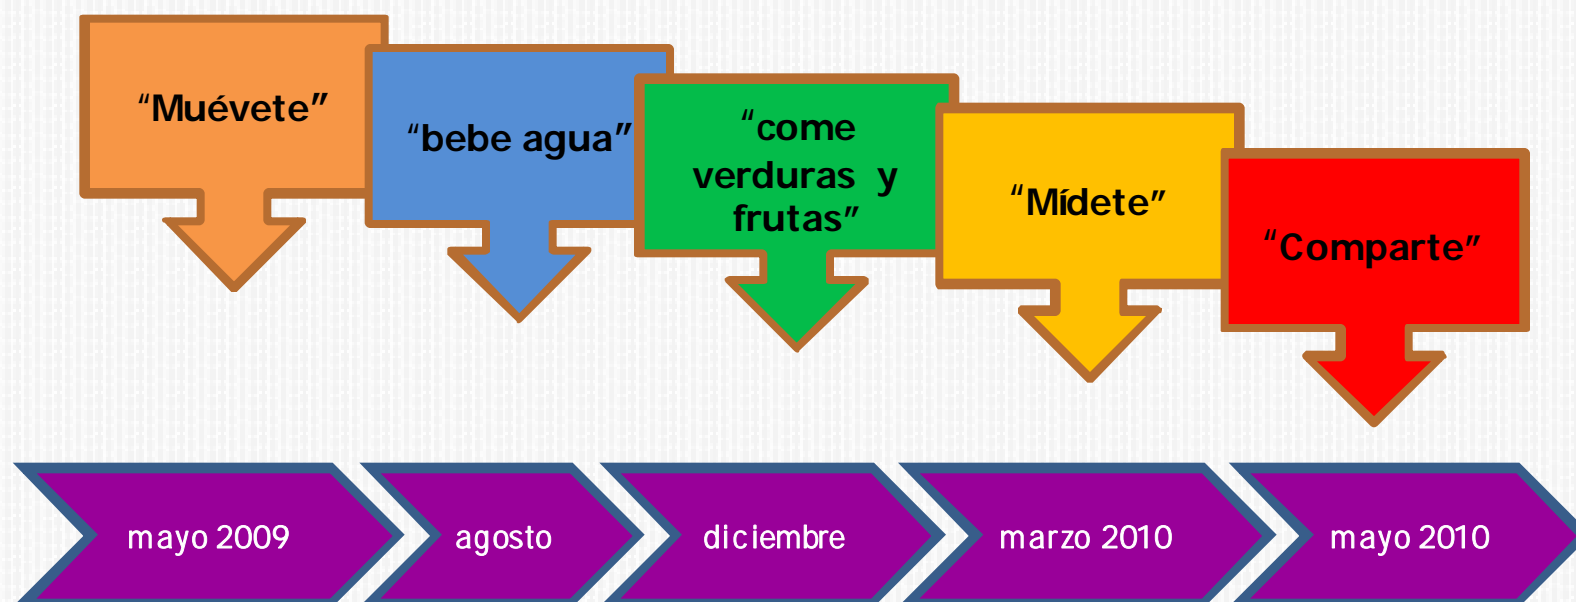 “Muévete”
“bebe agua”
“come
verduras y
frutas”
“Mídete”
“Comparte”
mayo 2009
agosto
diciembre
marzo 2010
mayo 2010